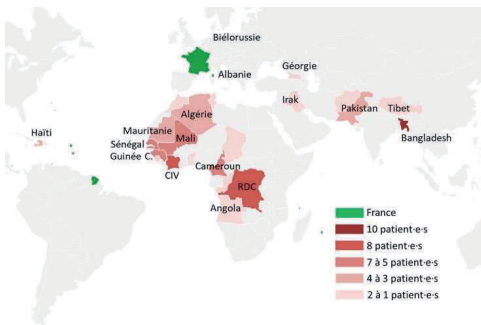 Biélorussie
Géorgie
Albanie
Irak
Pakistan
Tibet
Algérie
Haïti
Mauritanie
Mali
Bangladesh
Sénégal
Guinée C.
CIV
Cameroun
RDC
Angola
France
10 patient·e·s
8 patient·e·s
7 à 5 patient·e·s
4 à 3 patient·e·s
2 à 1 patient·e·s